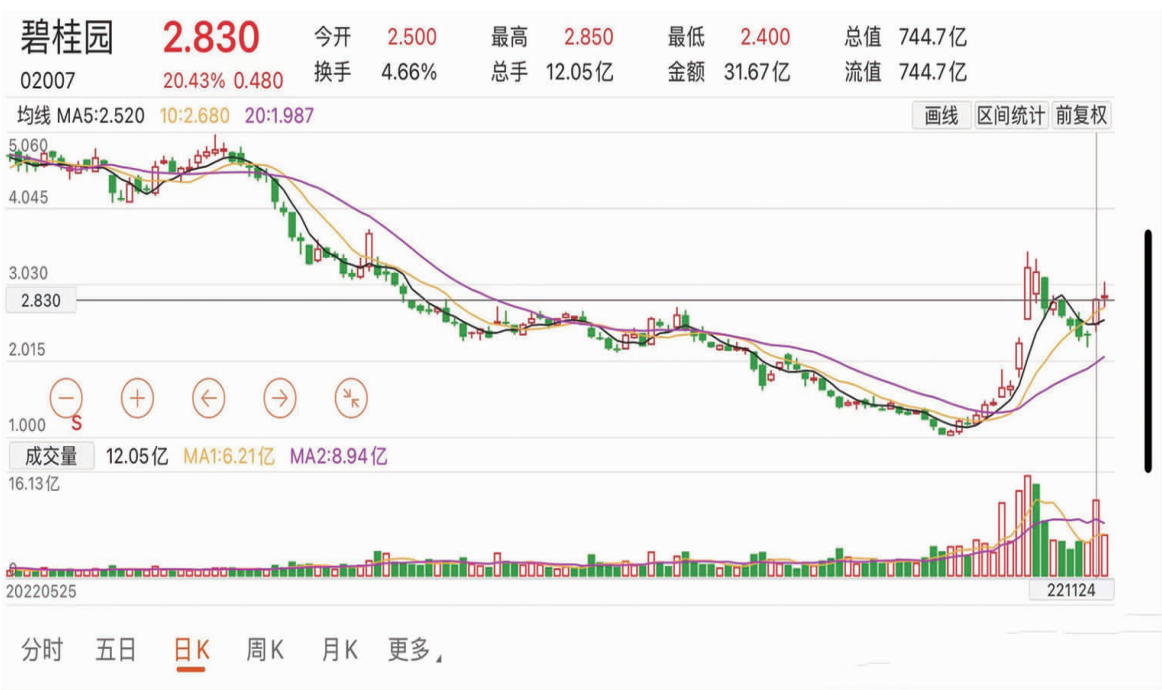 碧桂园 2.830 今开 2.500 最高 2.850 最低 2.400 总值 744.7亿
02007 20.43% 0.480 换手 4.66% 总手 12.05亿 金额 31.67亿 流值 744.7亿
均线 MA5:2.520 10:2.680 20:1.987 画线 区间统计 前复权
5.060
4.045
3.030
2.830
2.015
1.000
S
成交量 12.05亿 MA1:6.21亿 MA2:8.94亿
16.13亿
0
20220525 221124
分时 五日 日K 周K 月K 更多